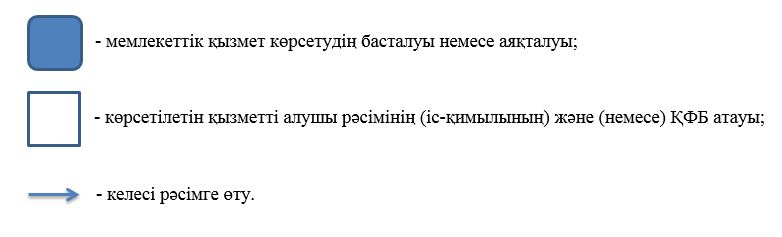 - мемлекеттік қызмет көрсетудің басталуы немесе аяқталуы;
- көрсетілетін қызметті алушы рәсімінің (іс-қимылының) және (немесе) ҚФБ атауы;
- келесі рәсімге өту.